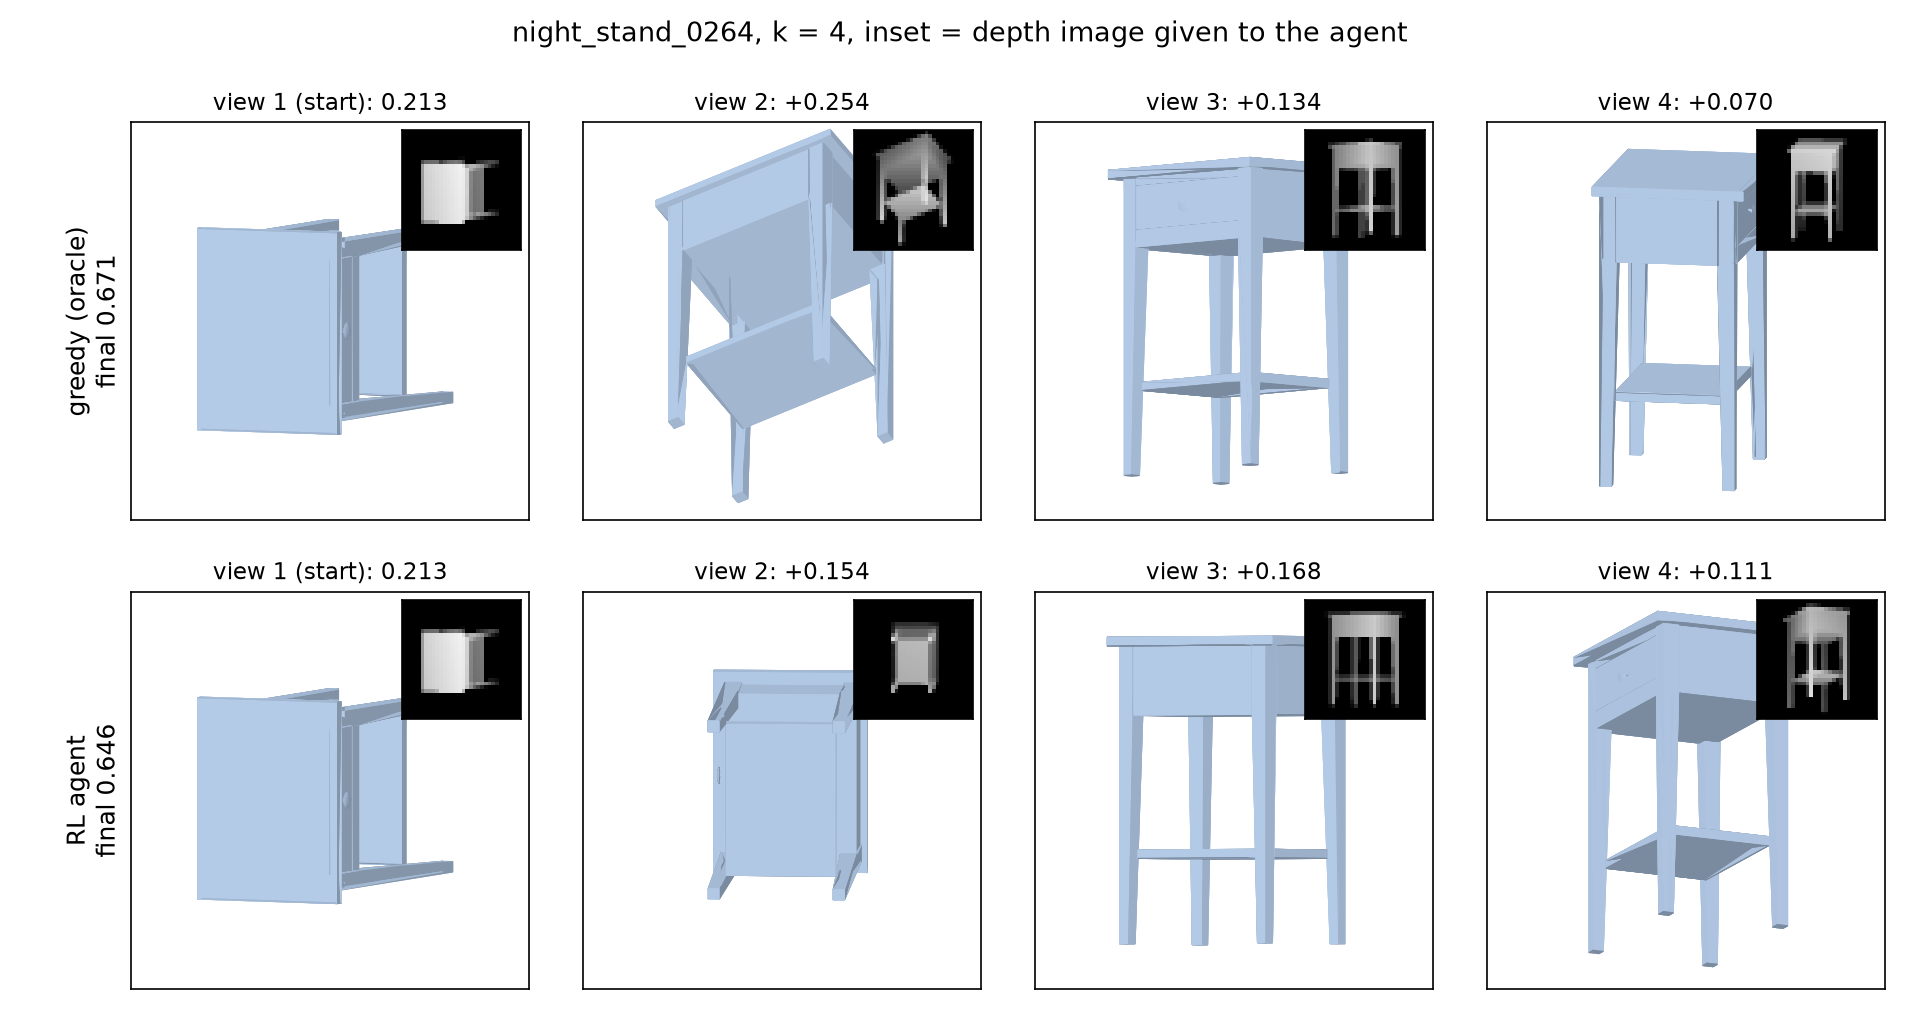 night_stand_0264, k = 4, inset = depth image given to the agent
greedy (oracle)
final 0.671
view 1 (start): 0.213
view 2: +0.254
view 3: +0.134
view 4: +0.070
RL agent
final 0.646
view 1 (start): 0.213
view 2: +0.154
view 3: +0.168
view 4: +0.111